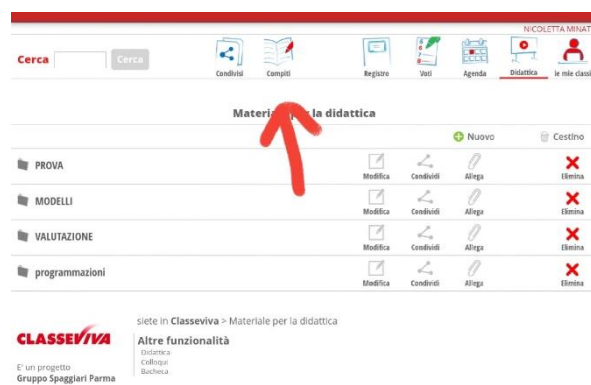 NICOLETTA MINAT
Cerca Cerca Condivisi Compiti Registro Voti Agenda Didattica le mie classi
Materiale per la didattica
Nuovo Cestino
PROVA Modifica Condividi Allega Elimina
MODELLI Modifica Condividi Allega Elimina
VALUTAZIONE Modifica Condividi Allega Elimina
programmazioni Modifica Condividi Allega Elimina
siete in Classeviva > Materiale per la didattica
CLASSEVIVA
Altre funzionalità
Didattica
Colloqui
Bacheca
E' un progetto
Gruppo Spaggiari Parma